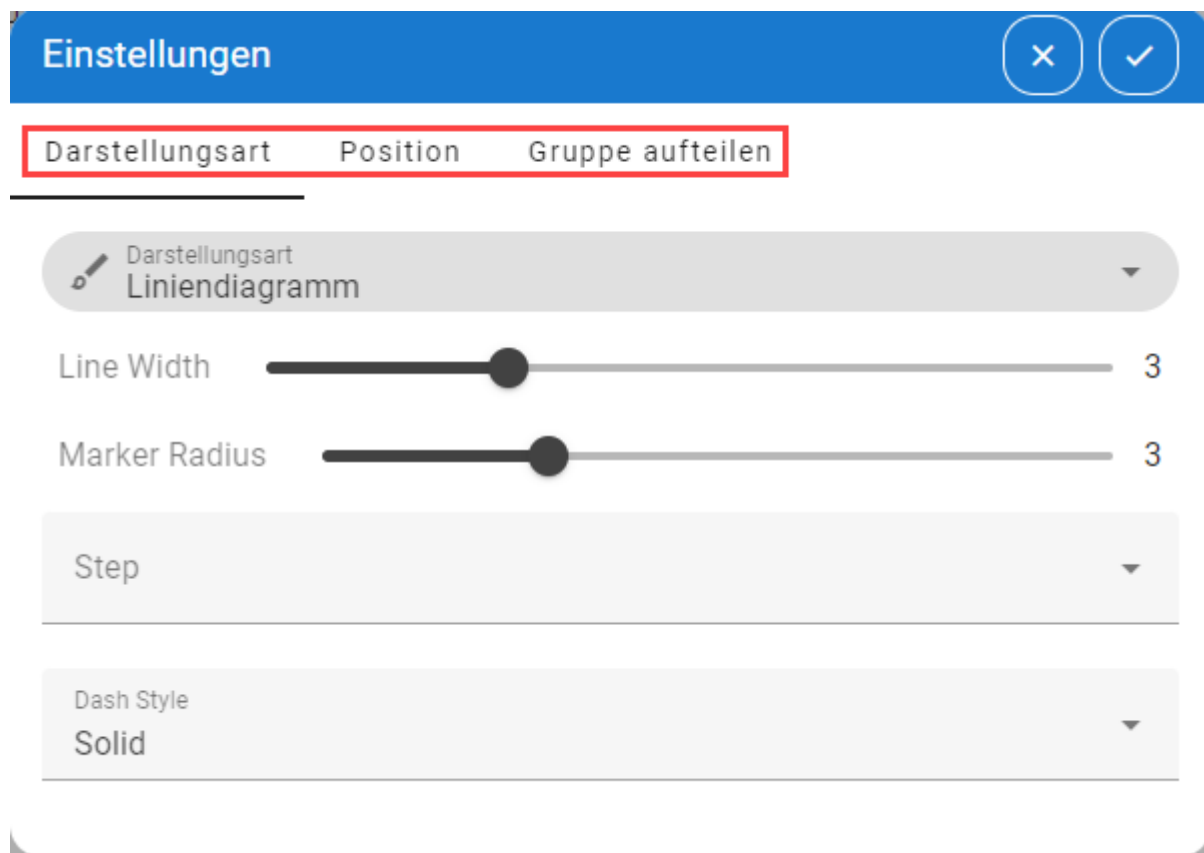 Einstellungen
Darstellungsart Position Gruppe aufteilen
Darstellungsart
Liniendiagramm
Line Width 3
Marker Radius 3
Step
Dash Style
Solid